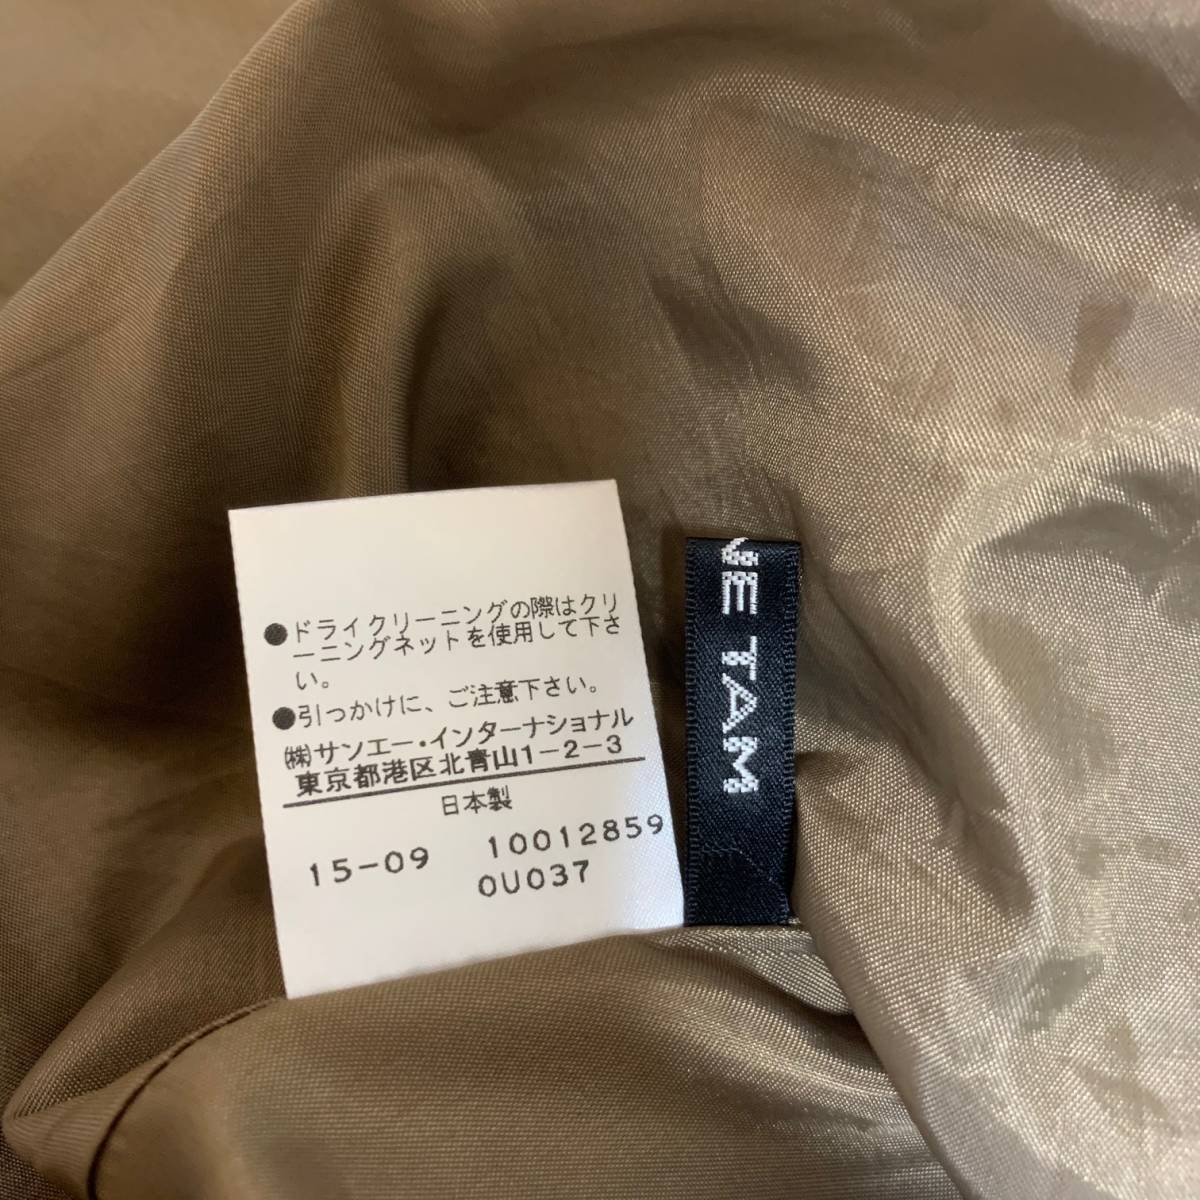 ●ドライクリーニングの際はクリ
ーニングネットを使用して下さ
い。
●引っかけに、ご注意下さい。
㈱サンエー・インターナショナル
東京都港区北青山1-2-3
日本製
15-09 10012859
0U037
NE TAM